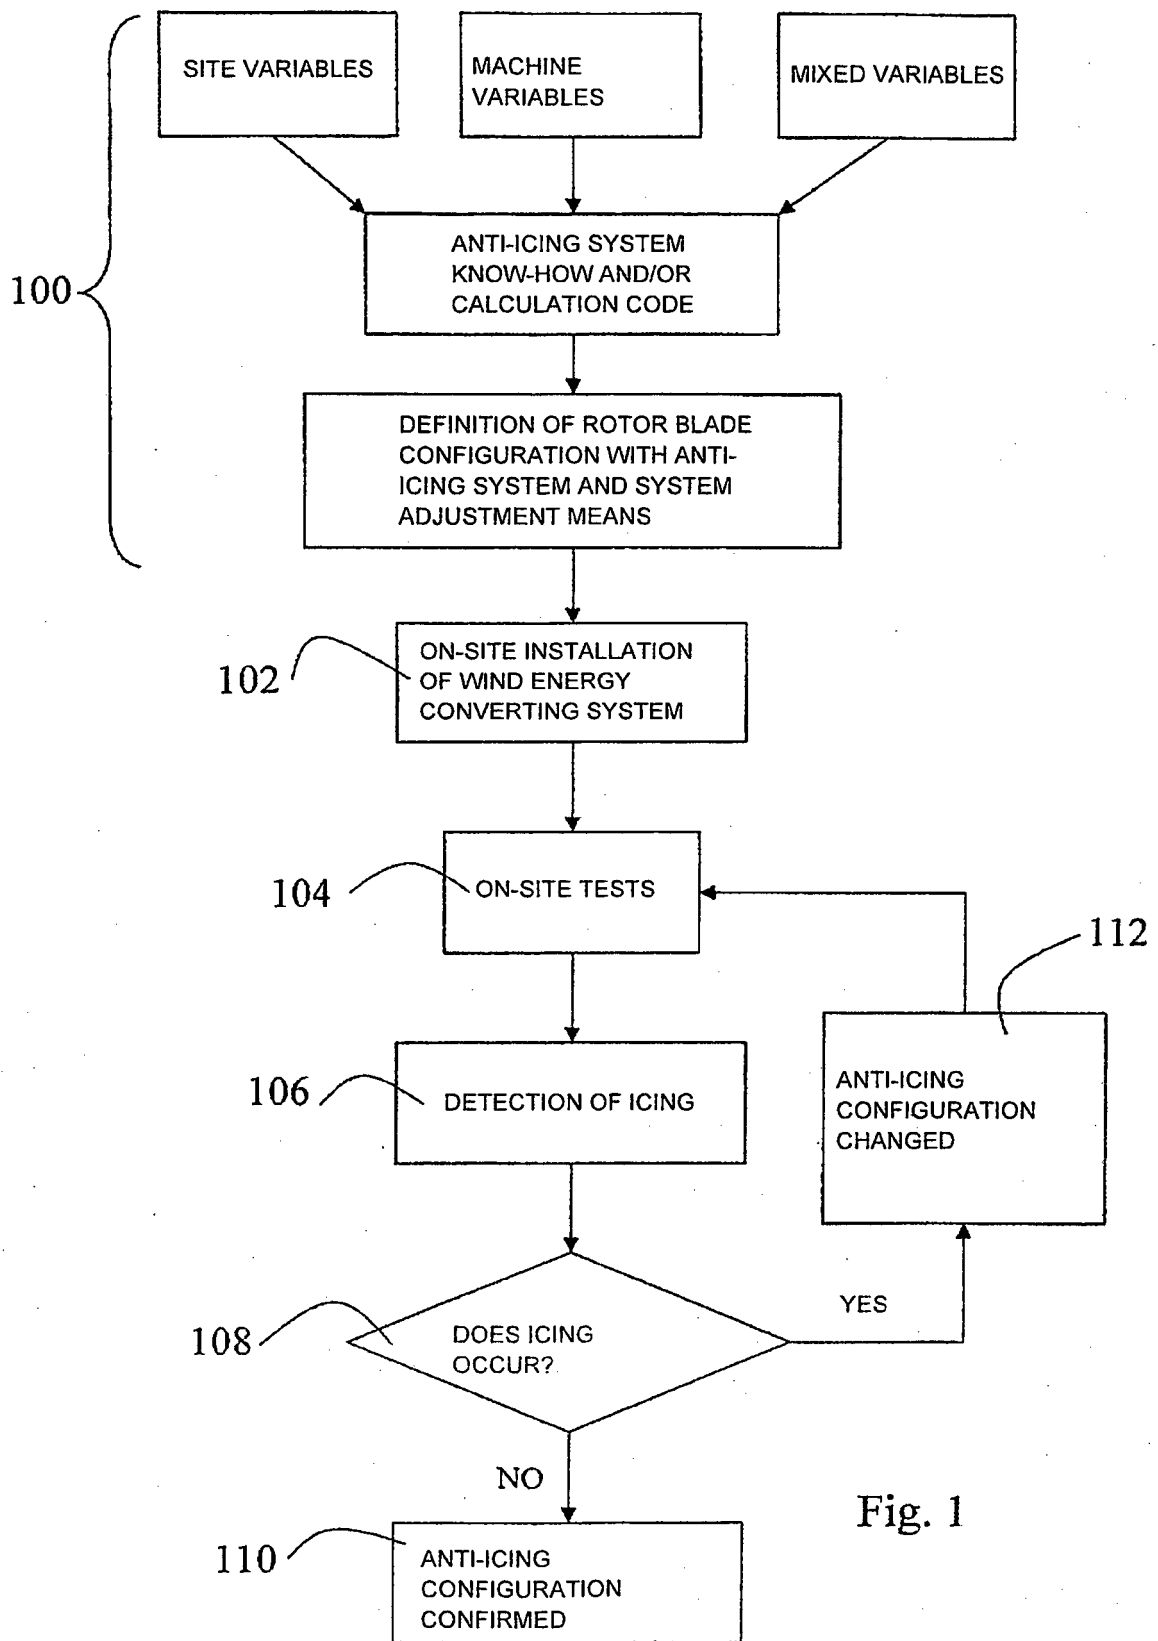 SITE VARIABLES
MACHINE
VARIABLES
MIXED VARIABLES
ANTI-ICING SYSTEM
KNOW-HOW AND/OR
CALCULATION CODE
100
DEFINITION OF ROTOR BLADE
CONFIGURATION WITH ANTI-
ICING SYSTEM AND SYSTEM
ADJUSTMENT MEANS
102
ON-SITE INSTALLATION
OF WIND ENERGY
CONVERTING SYSTEM
104
ON-SITE TESTS
112
106
DETECTION OF ICING
ANTI-ICING
CONFIGURATION
CHANGED
YES
108
DOES ICING
OCCUR?
NO
Fig. 1
110
ANTI-ICING
CONFIGURATION
CONFIRMED